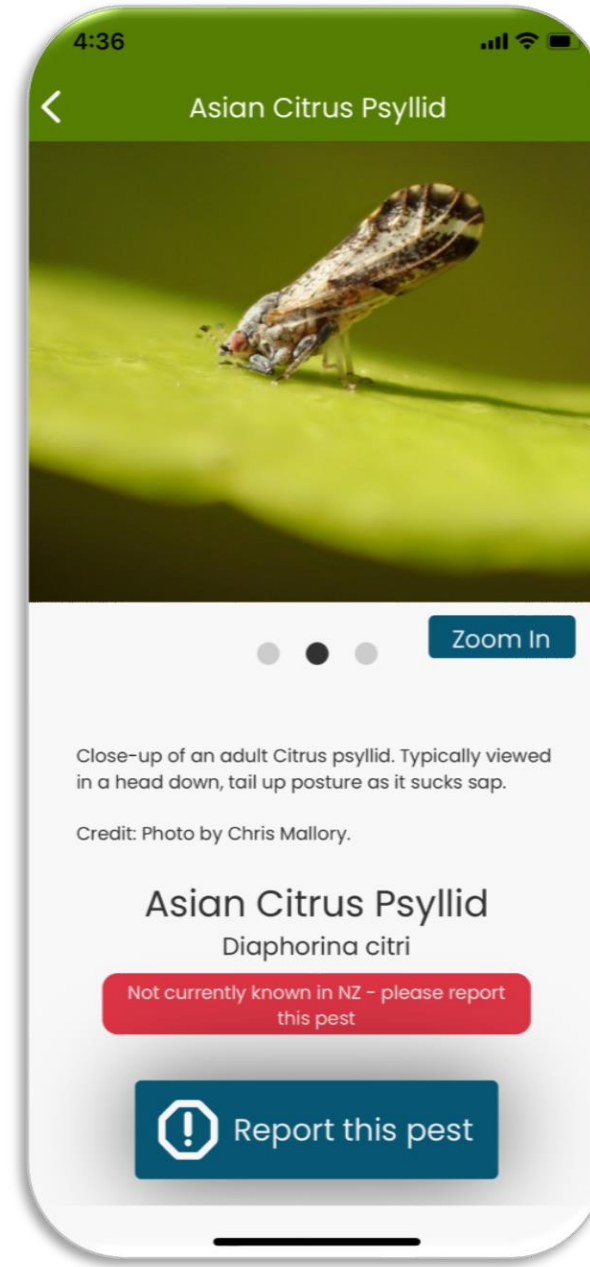 4:36
Asian Citrus Psyllid
Zoom In
Close-up of an adult Citrus psyllid. Typically viewed
in a head down, tail up posture as it sucks sap.
Credit: Photo by Chris Mallory.
Asian Citrus Psyllid
Diaphorina citri
Not currently known in NZ - please report
this pest
Report this pest